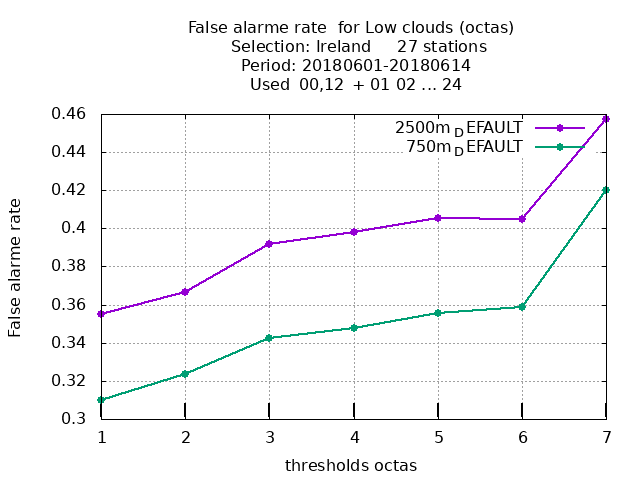 False alarme rate  for Low clouds (octas)
Selection: Ireland     27 stations
Period: 20180601-20180614
Used  00,12  + 01 02 ... 24
0.46
2500m_DEFAULT
750m_DEFAULT
0.44
0.42
0.4
0.38
0.36
0.34
0.32
0.3
False alarme rate
1 2 3 4 5 6 7
thresholds octas